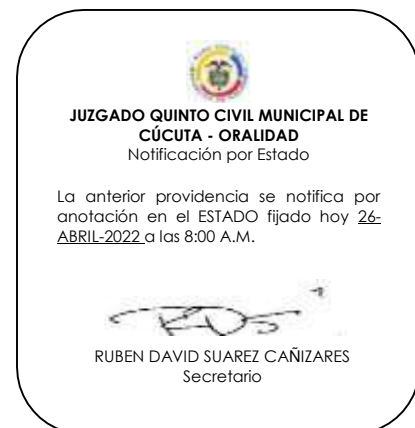 JUZGADO QUINTO CIVIL MUNICIPAL DE
CÚCUTA - ORALIDAD
Notificación por Estado
La anterior providencia se notifica por
anotación en el ESTADO fijado hoy 26-
ABRIL-2022 a las 8:00 A.M.
RUBEN DAVID SUAREZ CAÑIZARES
Secretario